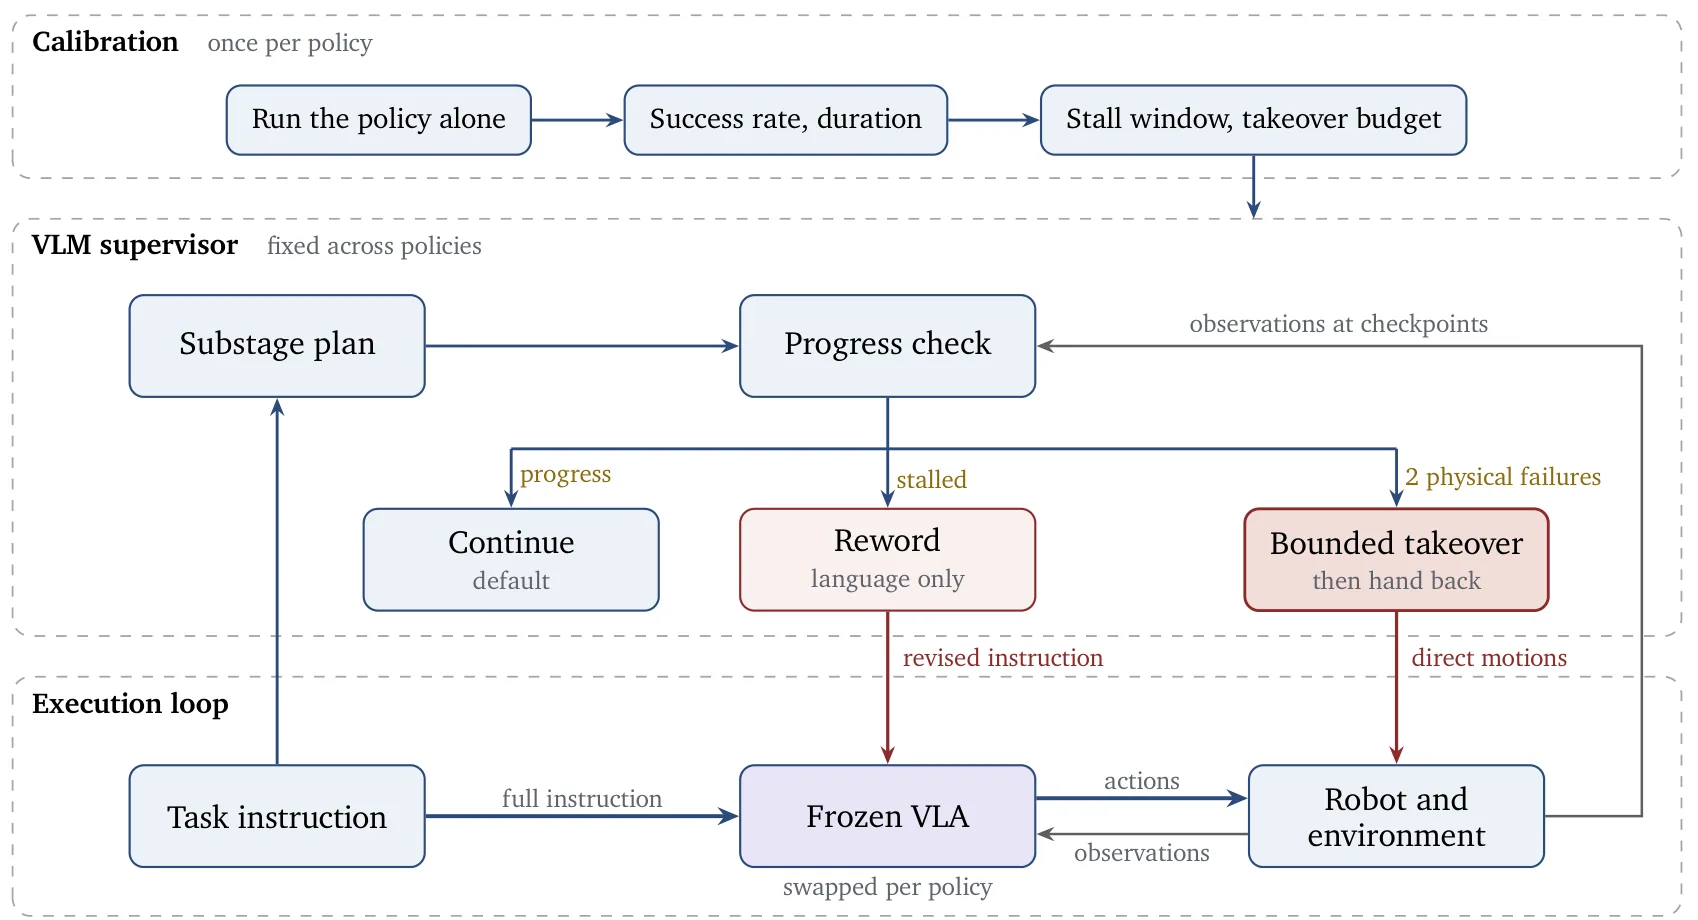 Calibration once per policy
Run the policy alone
Success rate, duration
Stall window, takeover budget
VLM supervisor fixed across policies
Substage plan
Progress check
observations at checkpoints
progress
stalled
2 physical failures
Continue
default
Reword
language only
Bounded takeover
then hand back
revised instruction
direct motions
Execution loop
Task instruction
full instruction
Frozen VLA
swapped per policy
actions
observations
Robot and
environment